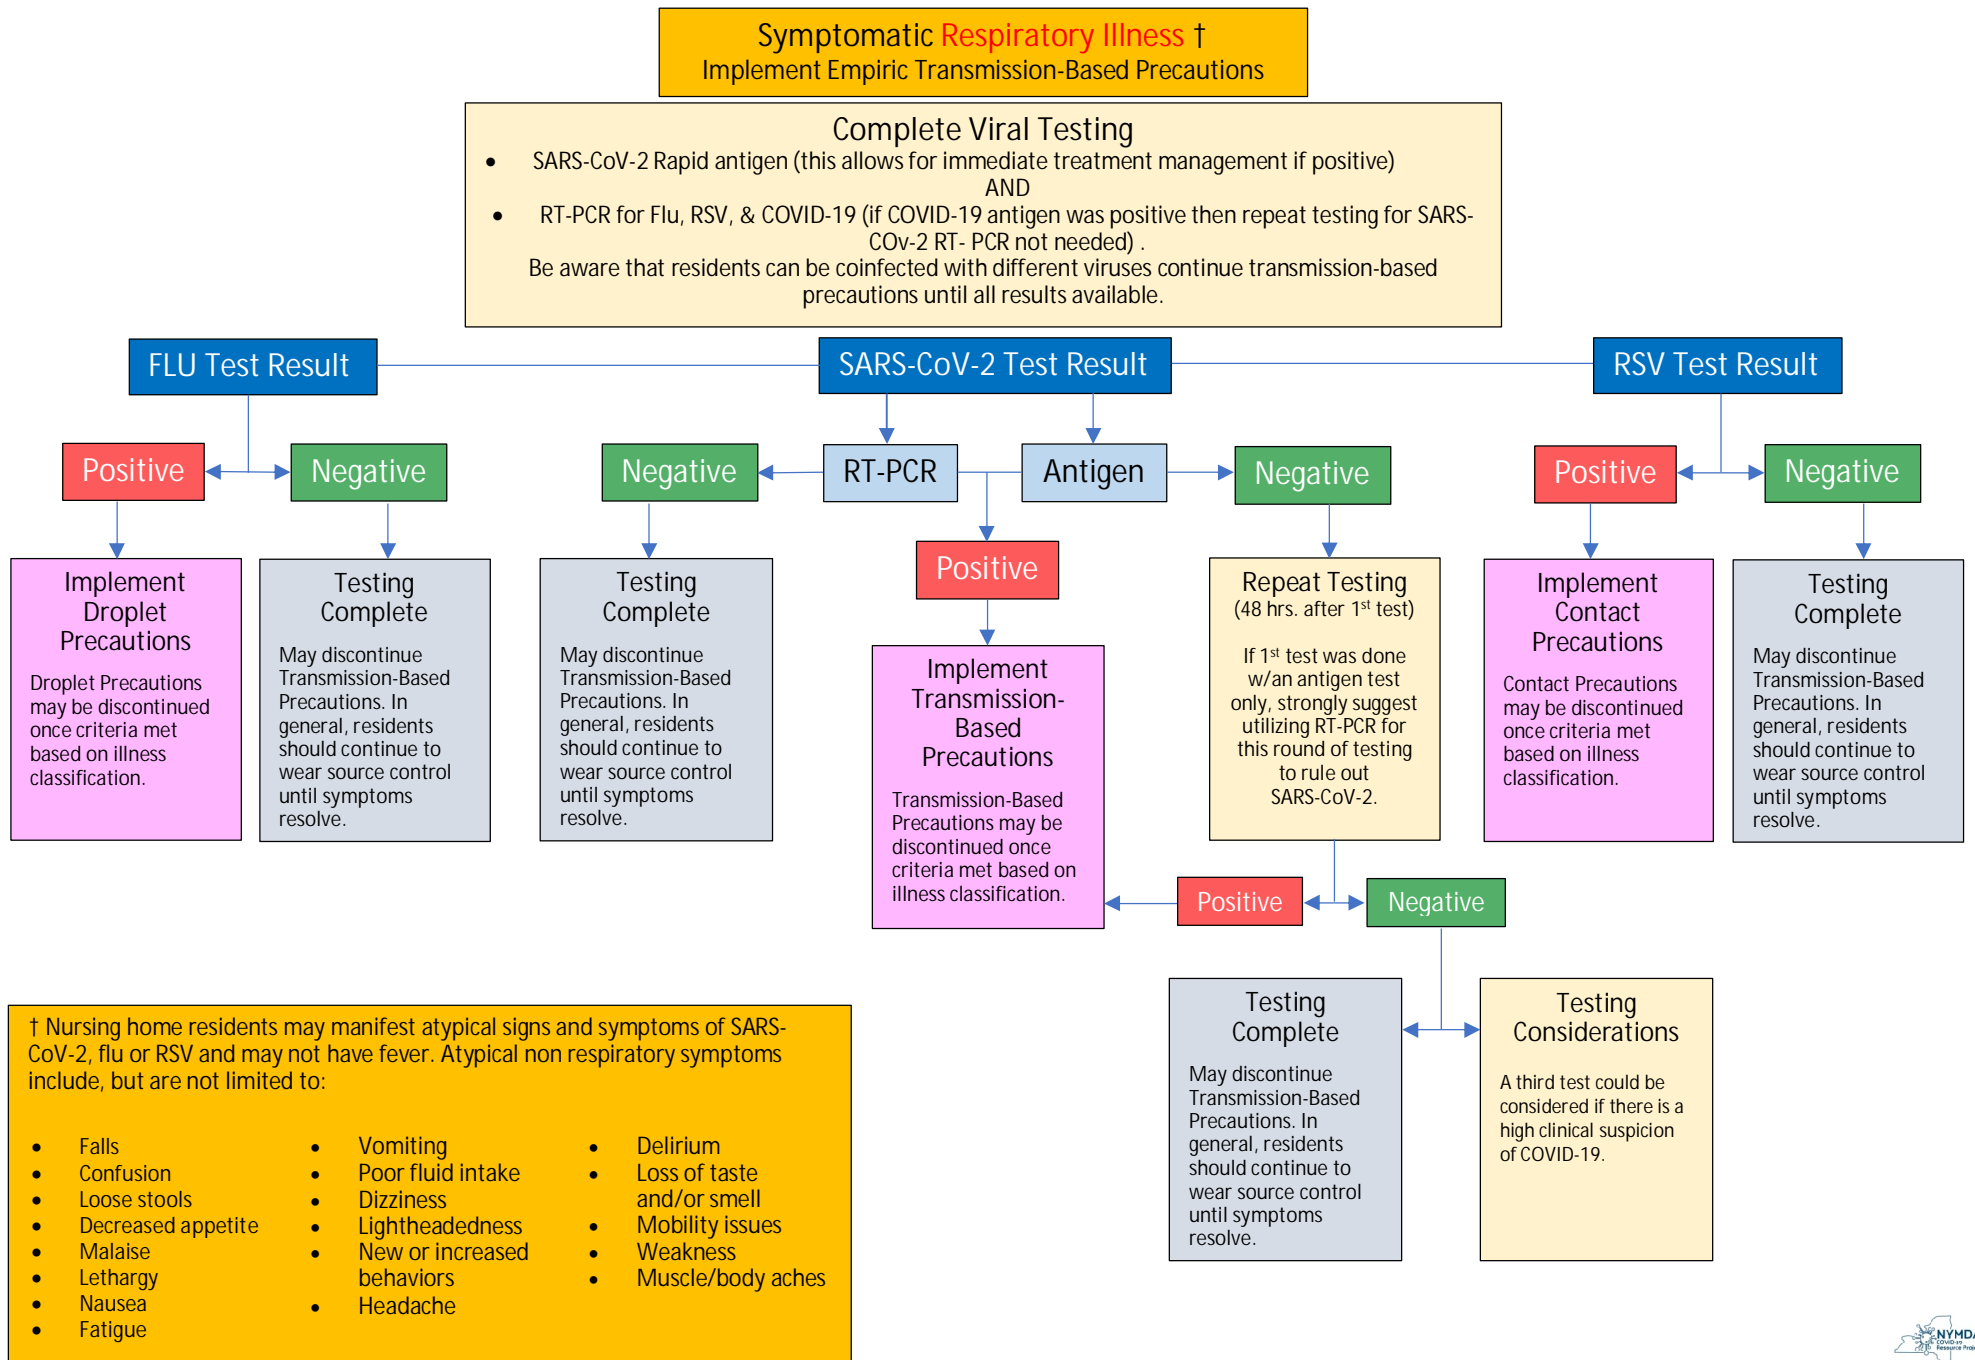 Symptomatic Respiratory Illness †
Implement Empiric Transmission-Based Precautions
Complete Viral Testing
• SARS-CoV-2 Rapid antigen (this allows for immediate treatment management if positive)
AND
• RT-PCR for Flu, RSV, & COVID-19 (if COVID-19 antigen was positive then repeat testing for SARS-
COv-2 RT- PCR not needed) .
Be aware that residents can be coinfected with different viruses continue transmission-based
precautions until all results available.
FLU Test Result
SARS-CoV-2 Test Result
RSV Test Result
Positive
Negative
Negative
RT-PCR
Antigen
Negative
Positive
Negative
Positive
Implement
Droplet
Precautions
Droplet Precautions
may be discontinued
once criteria met
based on illness
classification.
Testing
Complete
May discontinue
Transmission-Based
Precautions. In
general, residents
should continue to
wear source control
until symptoms
resolve.
Testing
Complete
May discontinue
Transmission-Based
Precautions. In
general, residents
should continue to
wear source control
until symptoms
resolve.
Implement
Transmission-
Based
Precautions
Transmission-Based
Precautions may be
discontinued once
criteria met based on
illness classification.
Repeat Testing
(48 hrs. after 1st test)
If 1st test was done
w/an antigen test
only, strongly suggest
utilizing RT-PCR for
this round of testing
to rule out
SARS-CoV-2.
Implement
Contact
Precautions
Contact Precautions
may be discontinued
once criteria met
based on illness
classification.
Testing
Complete
May discontinue
Transmission-Based
Precautions. In
general, residents
should continue to
wear source control
until symptoms
resolve.
Positive
Negative
Testing
Complete
May discontinue
Transmission-Based
Precautions. In
general, residents
should continue to
wear source control
until symptoms
resolve.
Testing
Considerations
A third test could be
considered if there is a
high clinical suspicion
of COVID-19.
† Nursing home residents may manifest atypical signs and symptoms of SARS-
CoV-2, flu or RSV and may not have fever. Atypical non respiratory symptoms
include, but are not limited to:
• Falls
• Confusion
• Loose stools
• Decreased appetite
• Malaise
• Lethargy
• Nausea
• Fatigue
• Vomiting
• Poor fluid intake
• Dizziness
• Lightheadedness
• New or increased
behaviors
• Headache
• Delirium
• Loss of taste
and/or smell
• Mobility issues
• Weakness
• Muscle/body aches
NYMDA
COVID-19
Resource Proj